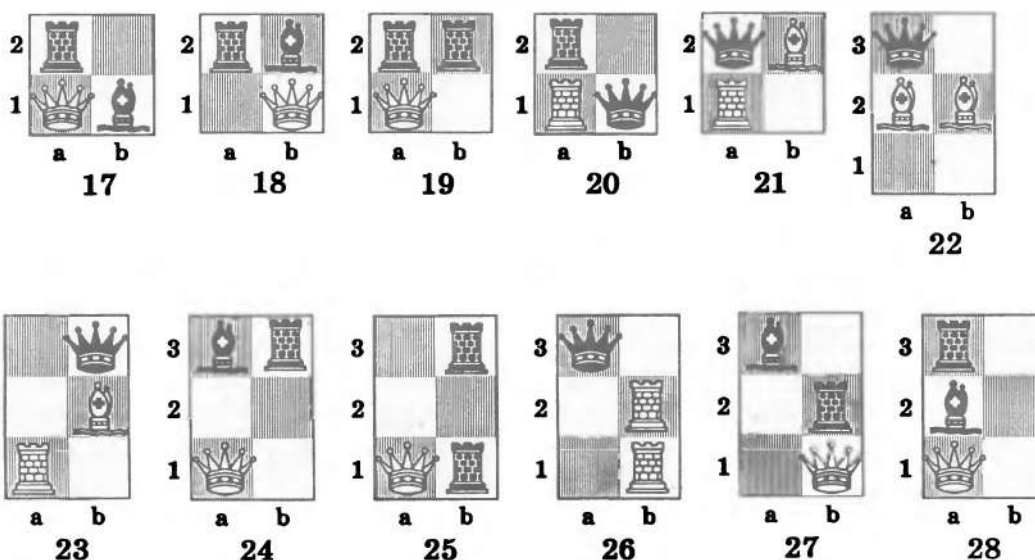 2 2 2 2 2 3
1 1 1 1 1 2
a b a b a b a b a b 1
17 18 19 20 21 a b
22
3 3 3 3 3
2 2 2 2 2
1 1 1 1 1
a b a b a b a b a b a b
23 24 25 26 27 28